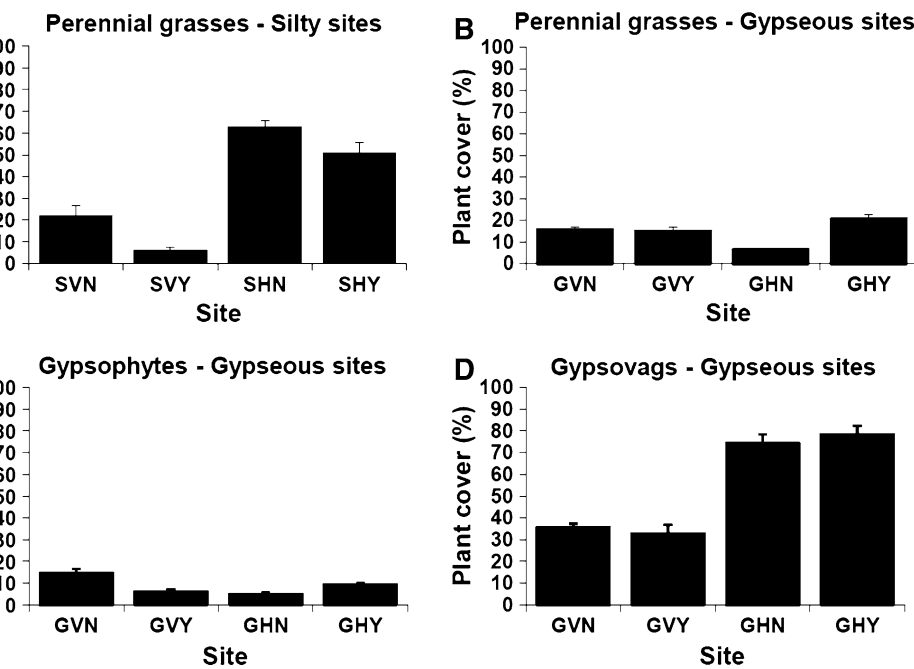 Perennial grasses - Silty sites
00
90
80
70
60
50
40
30
20
10
0
SVN SVY SHN SHY
Site
B
Perennial grasses - Gypseous sites
Plant cover (%)
100
90
80
70
60
50
40
30
20
10
0
GVN GVY GHN GHY
Site
Gypsophytes - Gypseous sites
00
90
80
70
60
50
40
30
20
10
0
GVN GVY GHN GHY
Site
D
Gypsovags - Gypseous sites
Plant cover (%)
100
90
80
70
60
50
40
30
20
10
0
GVN GVY GHN GHY
Site